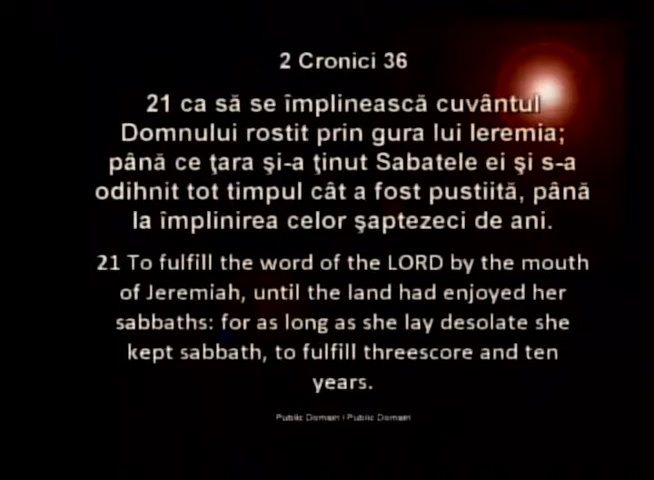 2 Cronici 36
21 ca să se împlinească cuvântul
Domnului rostit prin gura lui Ieremia;
până ce ţara şi-a ţinut Sabatele ei şi s-a
odihnit tot timpul cât a fost pustiită, până
la împlinirea celor şaptezeci de ani.
21 To fulfill the word of the LORD by the mouth
of Jeremiah, until the land had enjoyed her
sabbaths: for as long as she lay desolate she
kept sabbath, to fulfill threescore and ten
years.
Public Domain / Public Domain